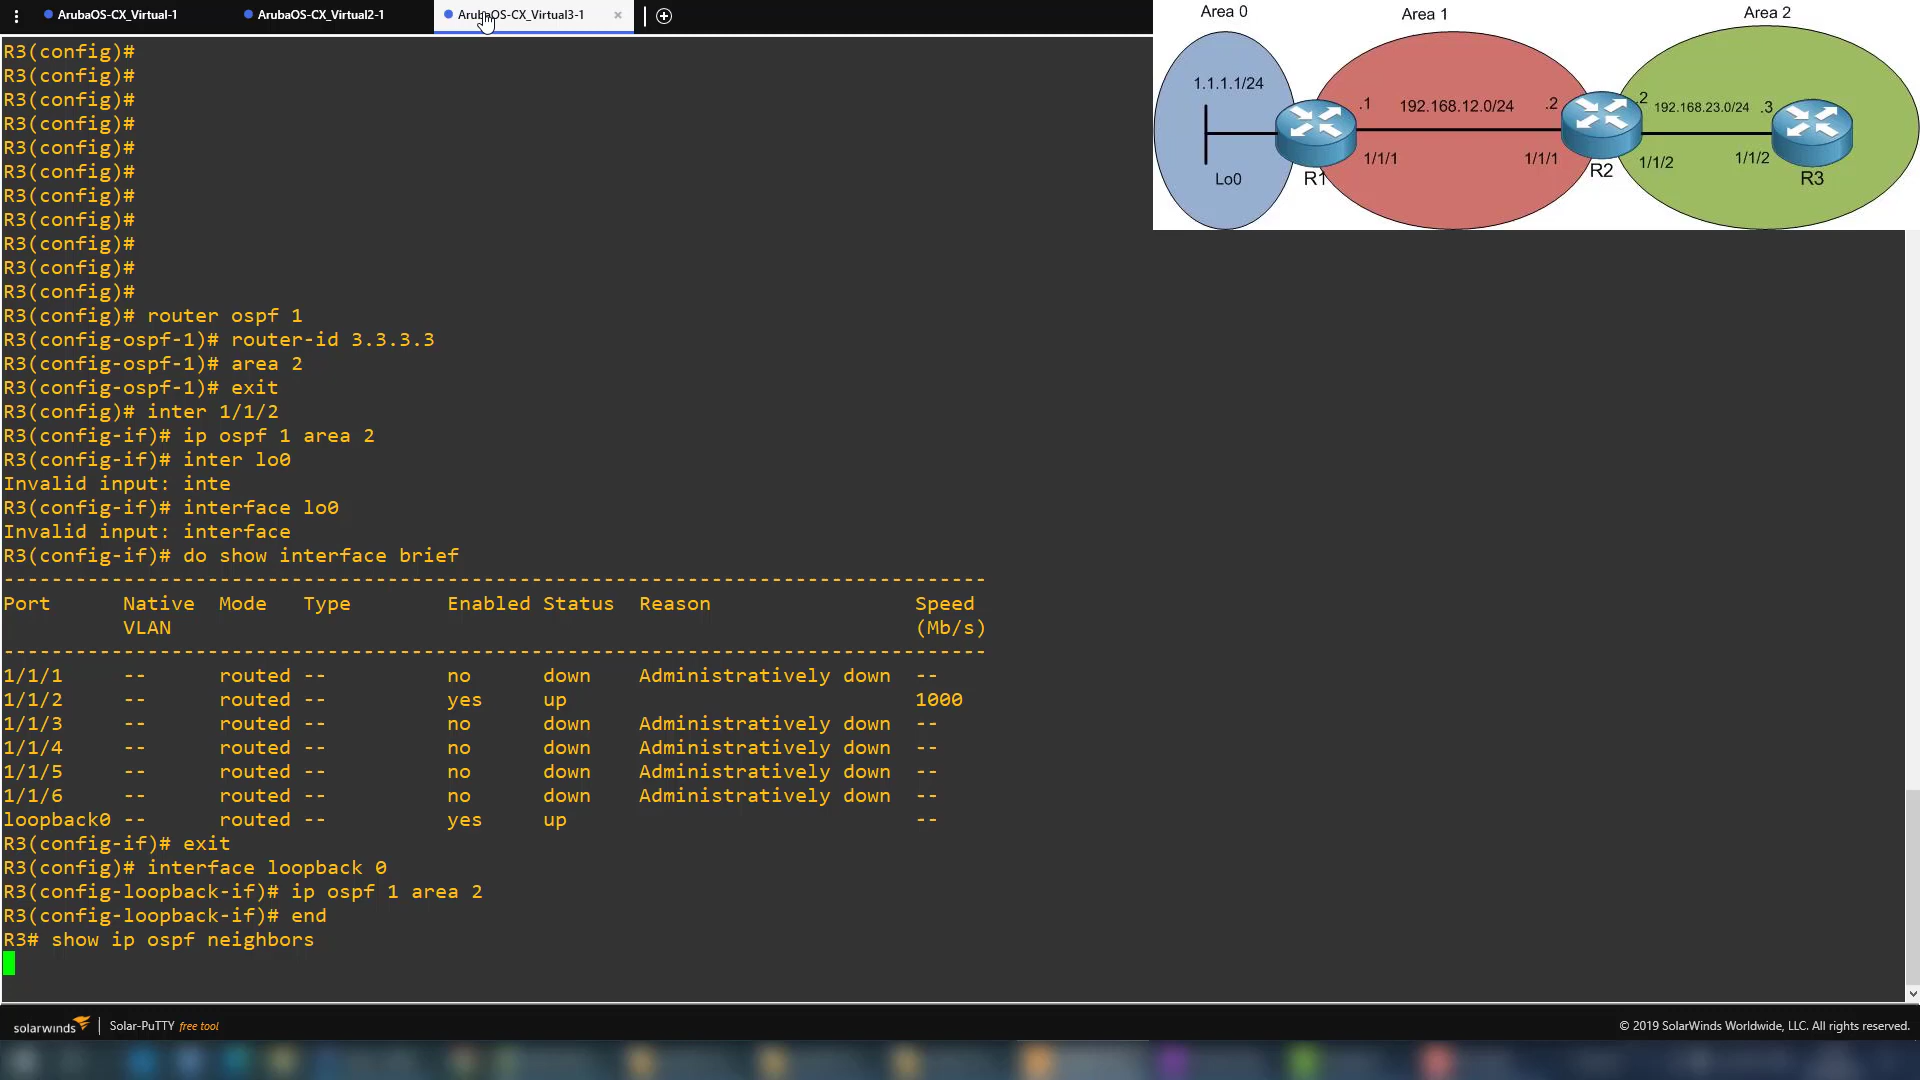 ArubaOS-CX_Virtual-1 ArubaOS-CX_Virtual2-1 ArubaOS-CX_Virtual3-1
R3(config)#
R3(config)#
R3(config)#
R3(config)#
R3(config)#
R3(config)#
R3(config)#
R3(config)#
R3(config)#
R3(config)#
R3(config)#
R3(config)# router ospf 1
R3(config-ospf-1)# router-id 3.3.3.3
R3(config-ospf-1)# area 2
R3(config-ospf-1)# exit
R3(config)# inter 1/1/2
R3(config-if)# ip ospf 1 area 2
R3(config-if)# inter lo0
Invalid input: inte
R3(config-if)# interface lo0
Invalid input: interface
R3(config-if)# do show interface brief
--------------------------------------------------------------------------------
Port Native Mode Type Enabled Status Reason Speed
VLAN (Mb/s)
--------------------------------------------------------------------------------
1/1/1 -- routed -- no down Administratively down --
1/1/2 -- routed -- yes up 1000
1/1/3 -- routed -- no down Administratively down --
1/1/4 -- routed -- no down Administratively down --
1/1/5 -- routed -- no down Administratively down --
1/1/6 -- routed -- no down Administratively down --
loopback0 -- routed -- yes up --
R3(config-if)# exit
R3(config)# interface loopback 0
R3(config-loopback-if)# ip ospf 1 area 2
R3(config-loopback-if)# end
R3# show ip ospf neighbors
Area 0 Area 1 Area 2
1.1.1.1/24
.1 192.168.12.0/24 .2 .2 192.168.23.0/24 .3
1/1/1 1/1/1 1/1/2 1/1/2
Lo0 R1 R2 R3
solarwinds Solar-PuTTY free tool © 2019 SolarWinds Worldwide, LLC. All rights reserved.